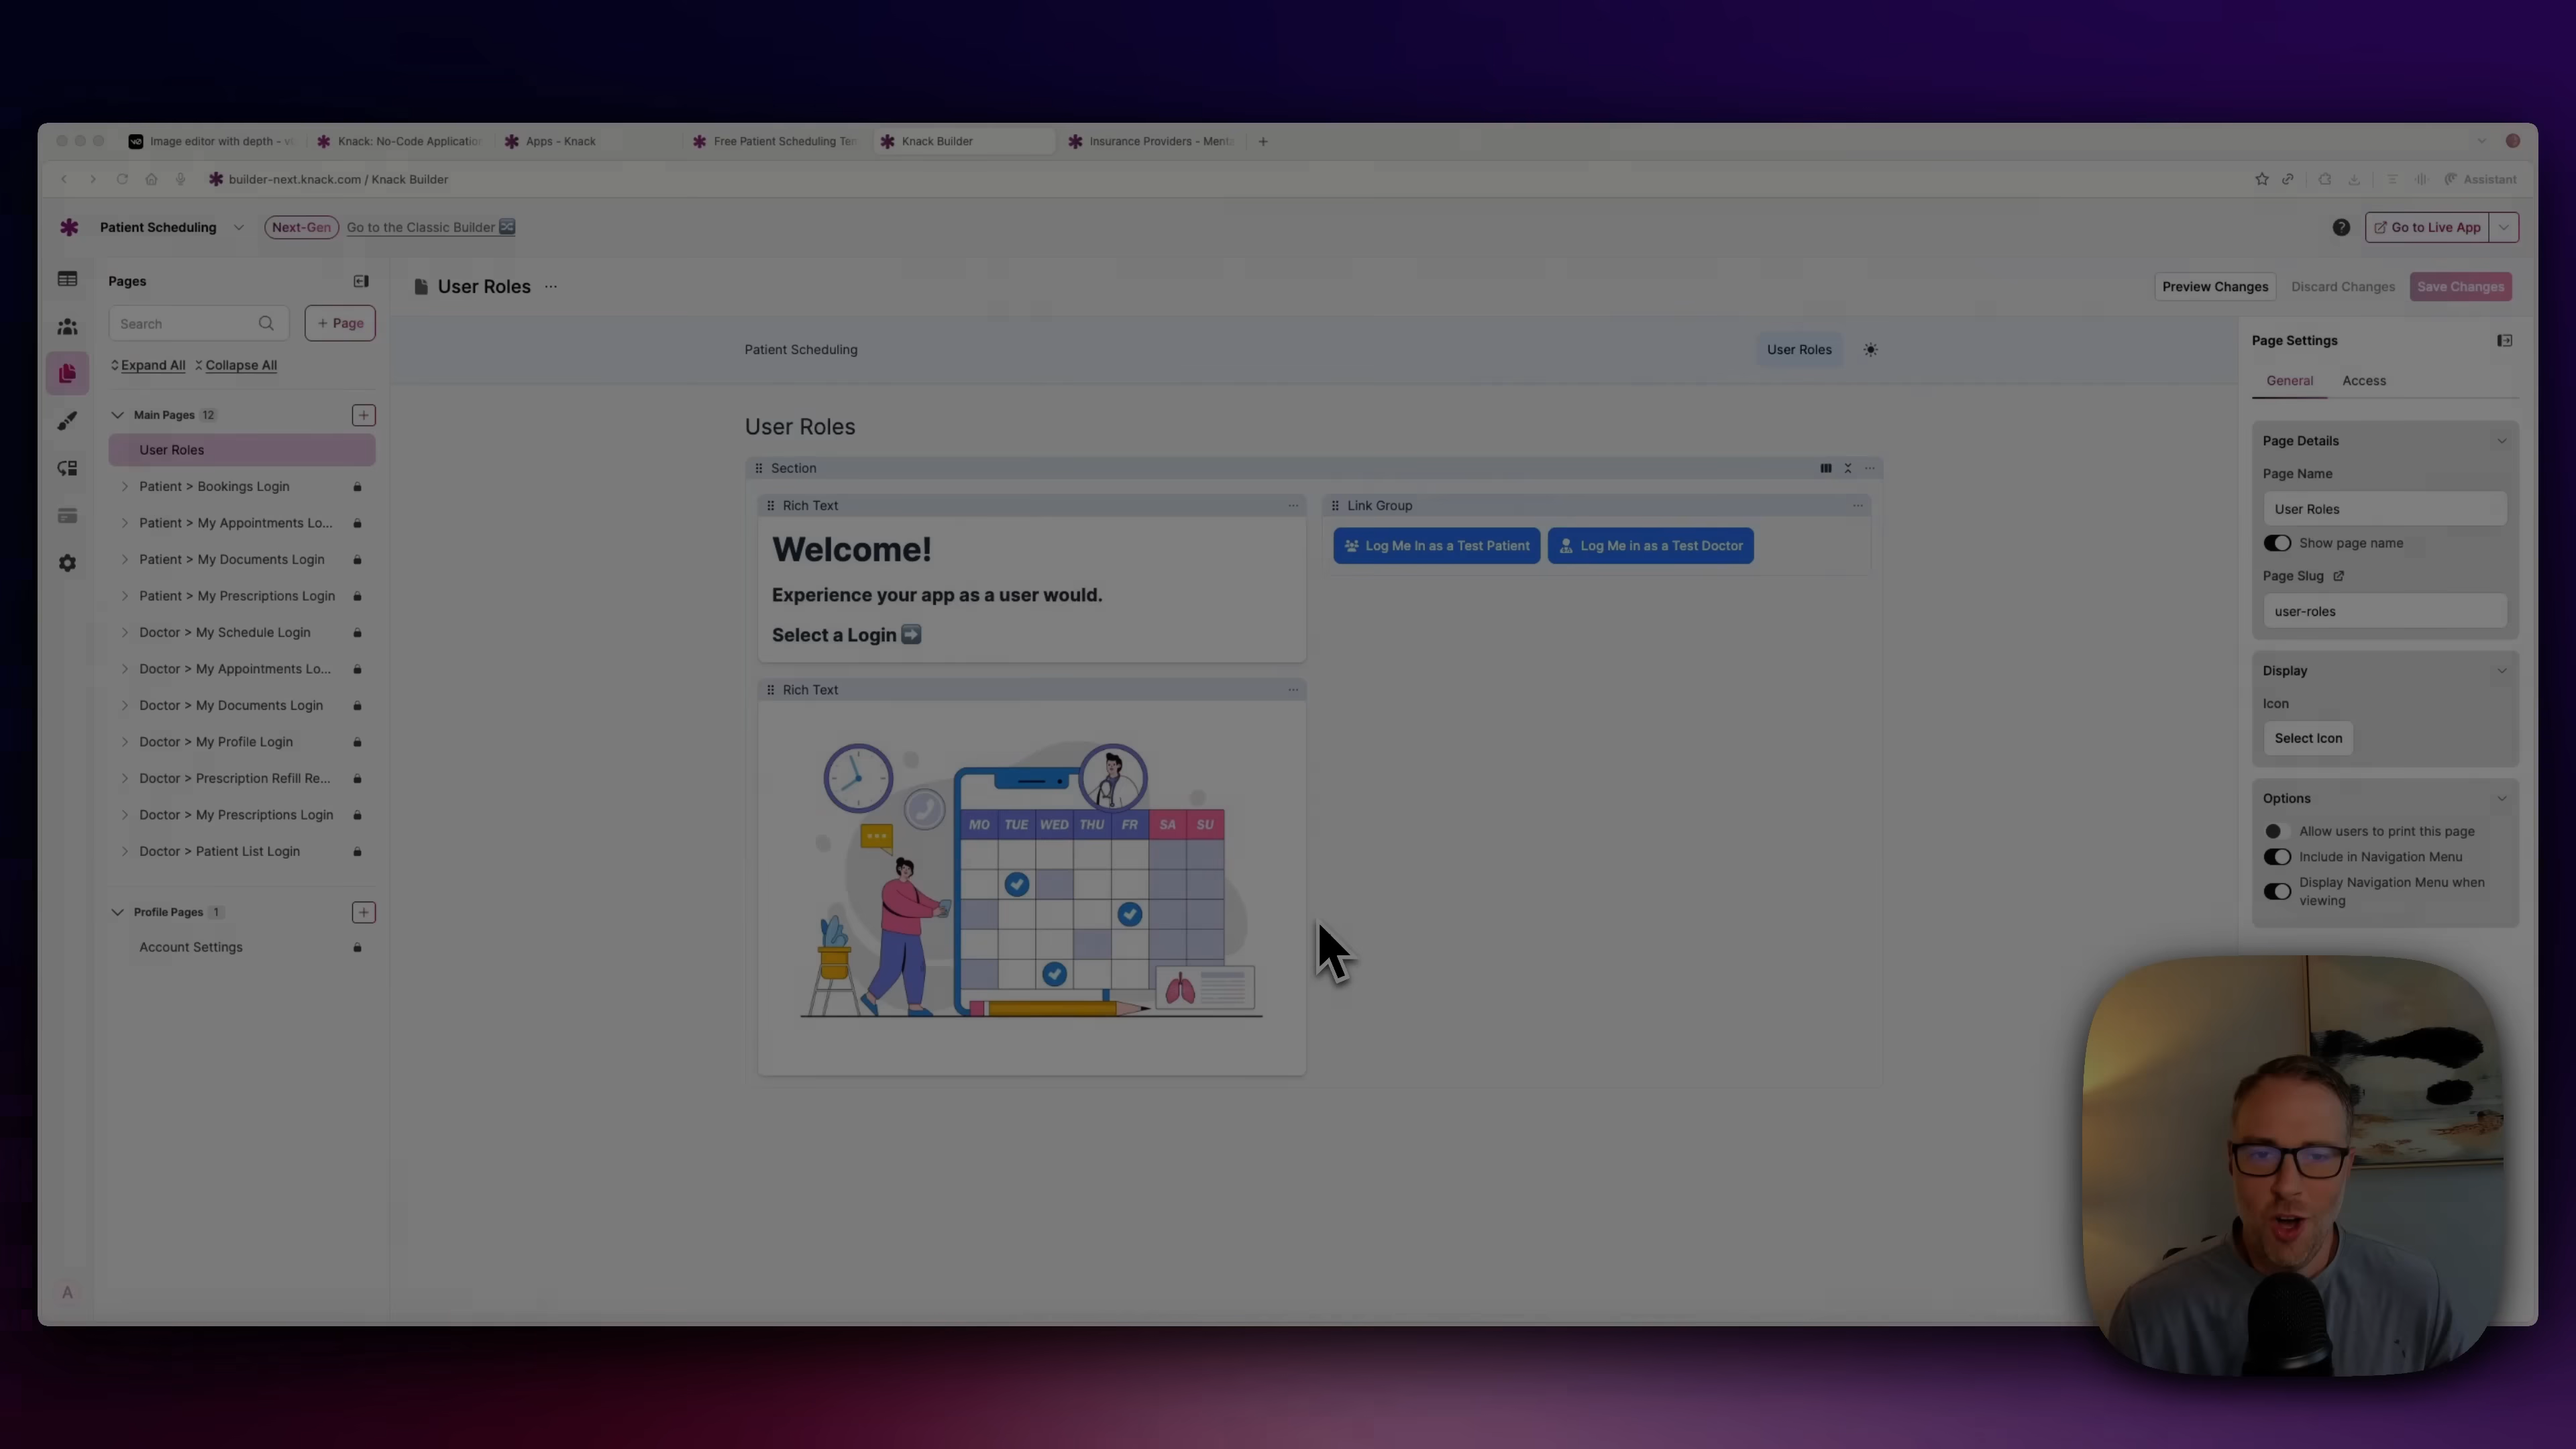 Image editor with depth - v
Knack: No-Code Application
Apps - Knack
Free Patient Scheduling Tem
Knack Builder
Insurance Providers - Menta
builder-next.knack.com / Knack Builder
Assistant
Patient Scheduling
Next-Gen
Go to the Classic Builder
Go to Live App
Pages
Search
+ Page
Expand All
Collapse All
Main Pages 12
User Roles
Patient > Bookings Login
Patient > My Appointments Lo...
Patient > My Documents Login
Patient > My Prescriptions Login
Doctor > My Schedule Login
Doctor > My Appointments Lo...
Doctor > My Documents Login
Doctor > My Profile Login
Doctor > Prescription Refill Re...
Doctor > My Prescriptions Login
Doctor > Patient List Login
Profile Pages 1
Account Settings
A
User Roles
Preview Changes
Discard Changes
Save Changes
Patient Scheduling
User Roles
User Roles
Section
Rich Text
Welcome!
Experience your app as a user would.
Select a Login
Link Group
Log Me In as a Test Patient
Log Me in as a Test Doctor
Rich Text
MO TUE WED THU FR SA SU
Page Settings
General
Access
Page Details
Page Name
User Roles
Show page name
Page Slug
user-roles
Display
Icon
Select Icon
Options
Allow users to print this page
Include in Navigation Menu
Display Navigation Menu when
viewing